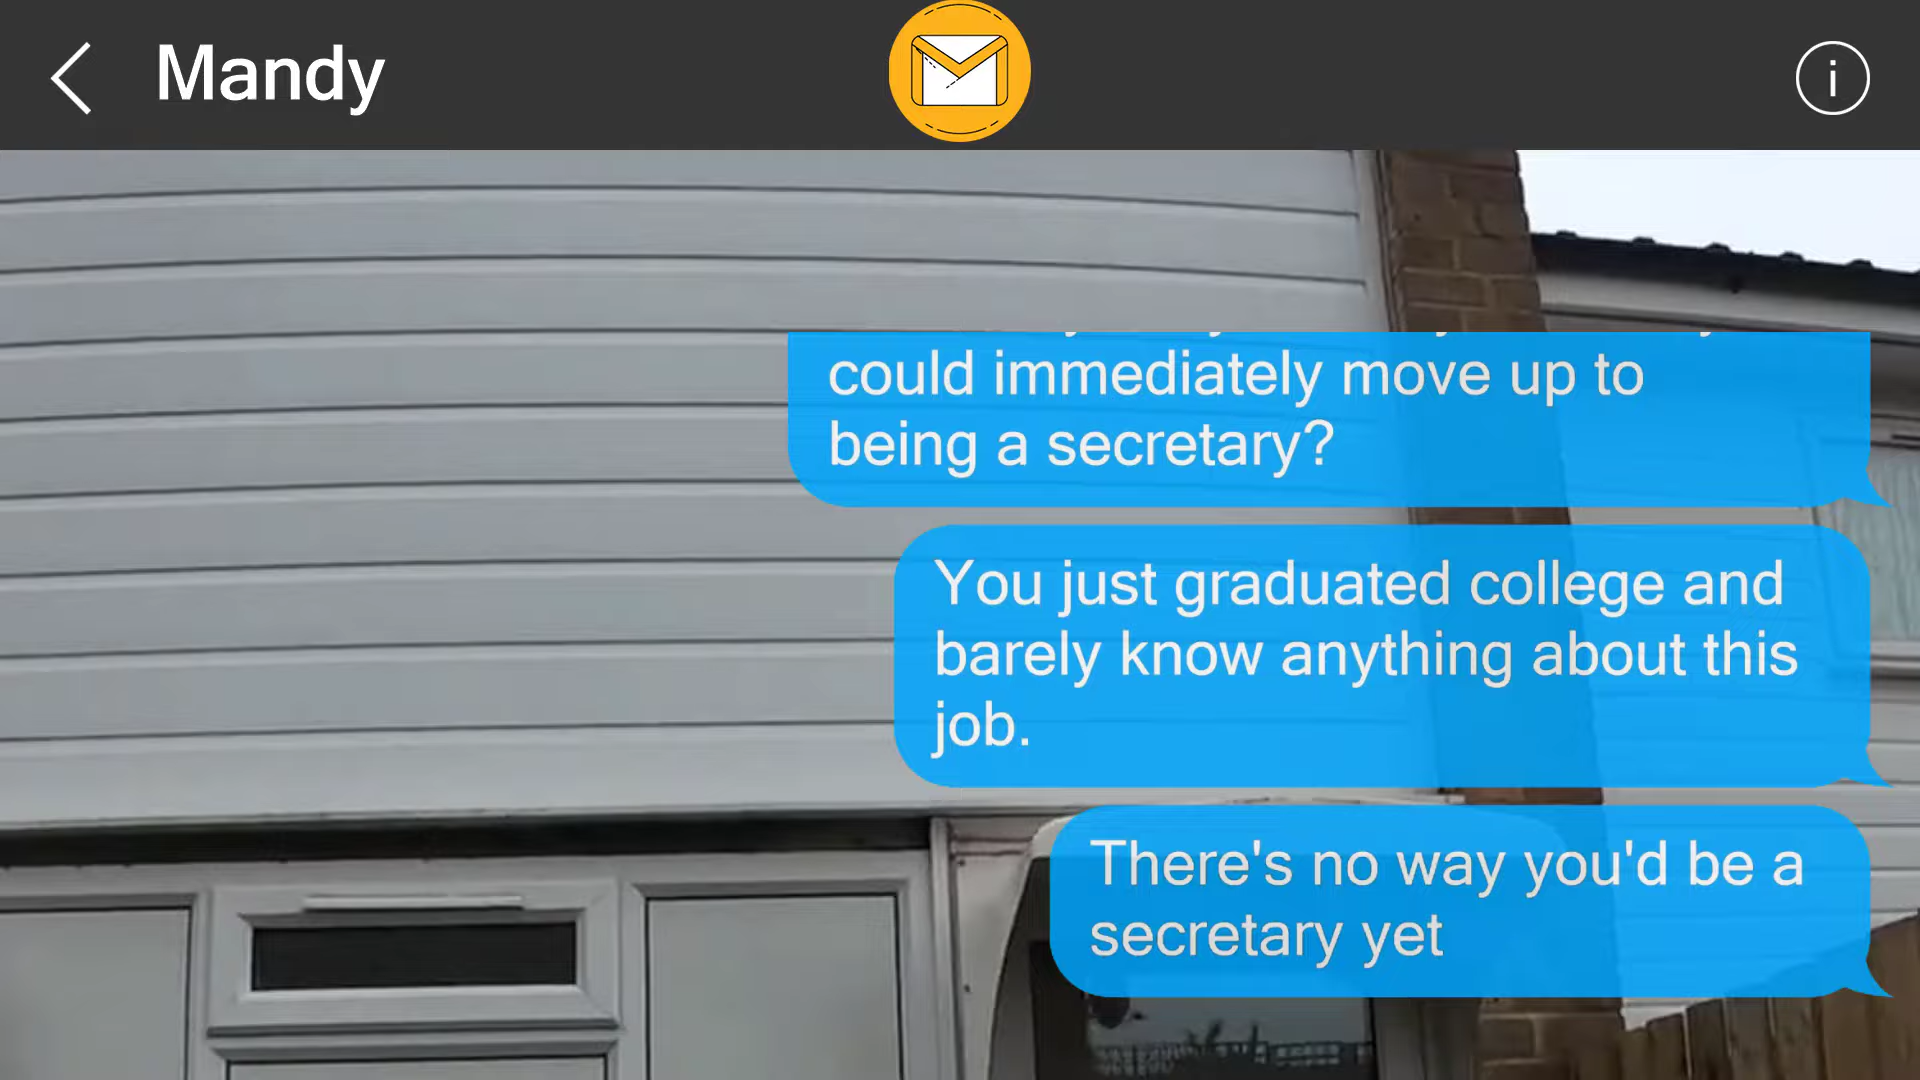 Mandy
could immediately move up to
being a secretary?
You just graduated college and
barely know anything about this
job.
There's no way you'd be a
secretary yet